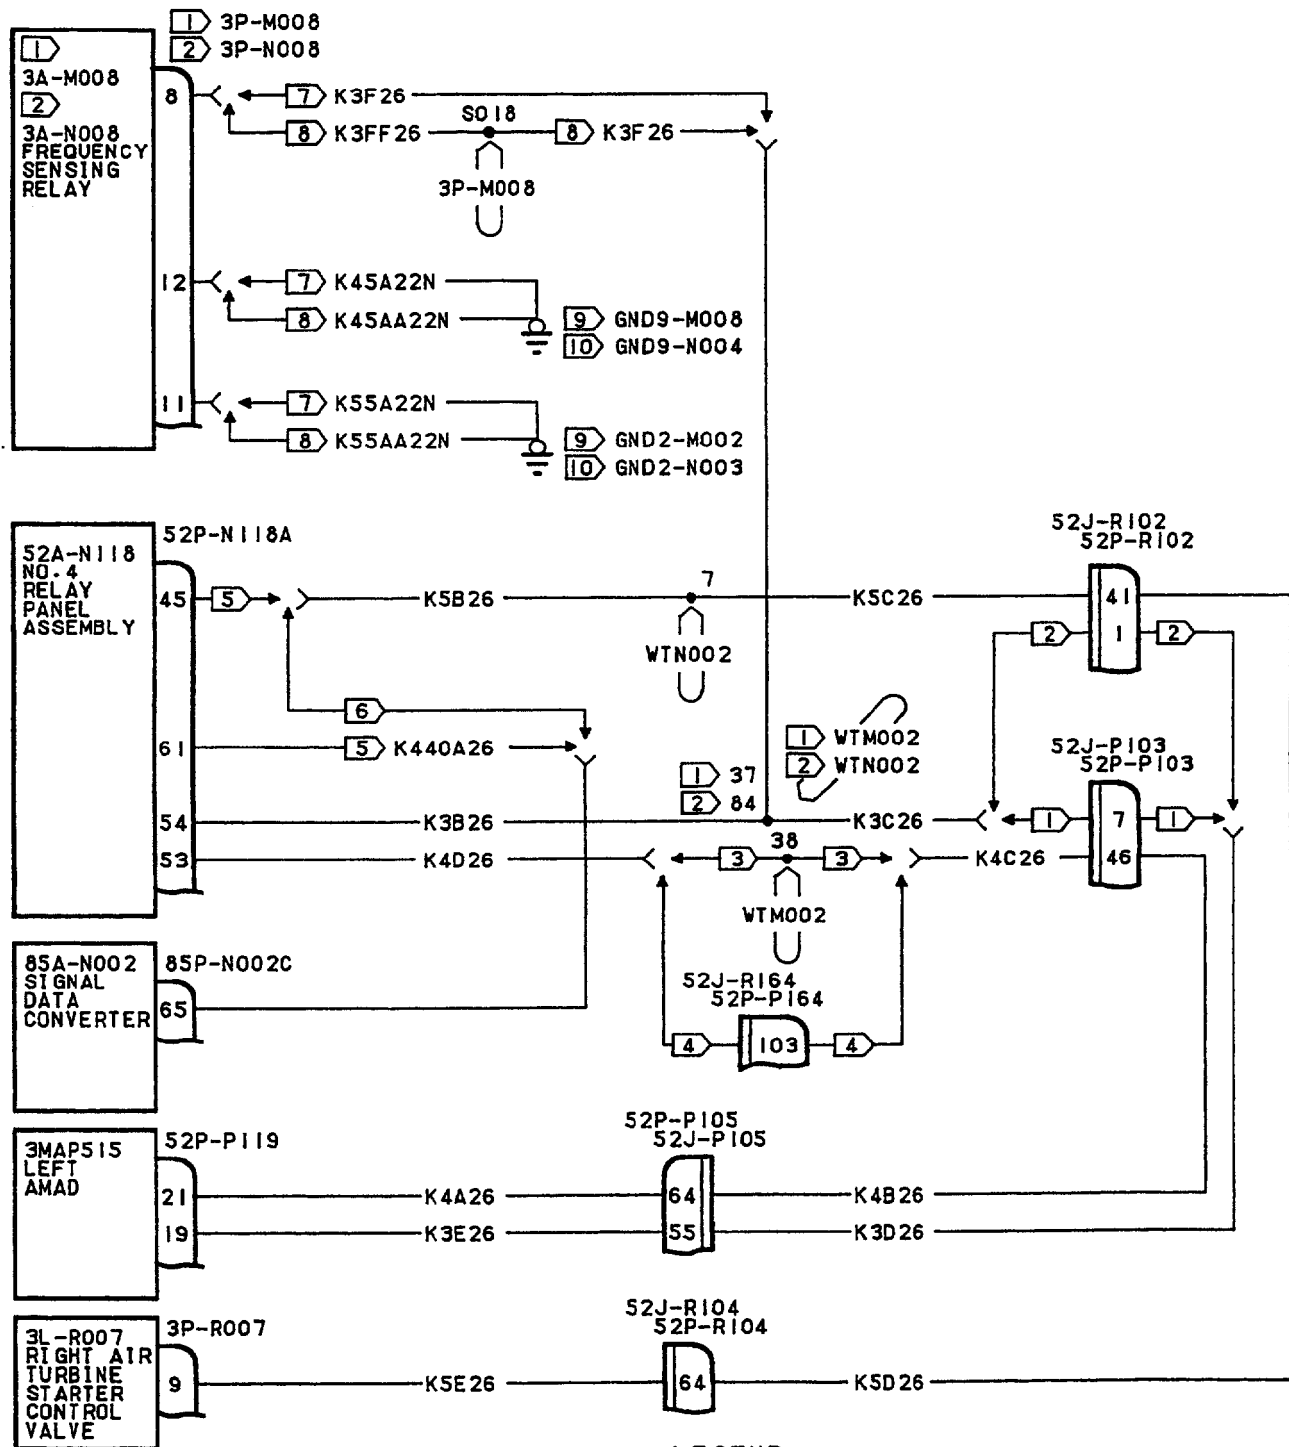 1 3P-M008
2 3P-N008
1
3A-M008
2
3A-N008
FREQUENCY
SENSING
RELAY
8
7 K3F26
8 K3FF26
S018
8 K3F26
3P-M008
12
7 K45A22N
8 K45AA22N
9 GND9-M008
10 GND9-N004
11
7 K55A22N
8 K55AA22N
9 GND2-M002
10 GND2-N003
52A-N118
NO.4
RELAY
PANEL
ASSEMBLY
52P-N118A
45
5
K5B26
7
WTN002
K5C26
52J-R102
52P-R102
41
2
1
2
6
61
5 K440A26
1 WTM002
2 WTN002
1 37
2 84
52J-P103
52P-P103
54
K3B26
K3C26
1
7
1
53
K4D26
3
38
3
K4C26
46
WTM002
85A-N002
SIGNAL
DATA
CONVERTER
85P-N002C
65
52J-R164
52P-P164
4
103
4
3MAP515
LEFT
AMAD
52P-P119
52P-P105
52J-P105
21
K4A26
64
K4B26
19
K3E26
55
K3D26
3L-R007
RIGHT AIR
TURBINE
STARTER
CONTROL
VALVE
3P-R007
52J-R104
52P-R104
9
K5E26
64
K5D26